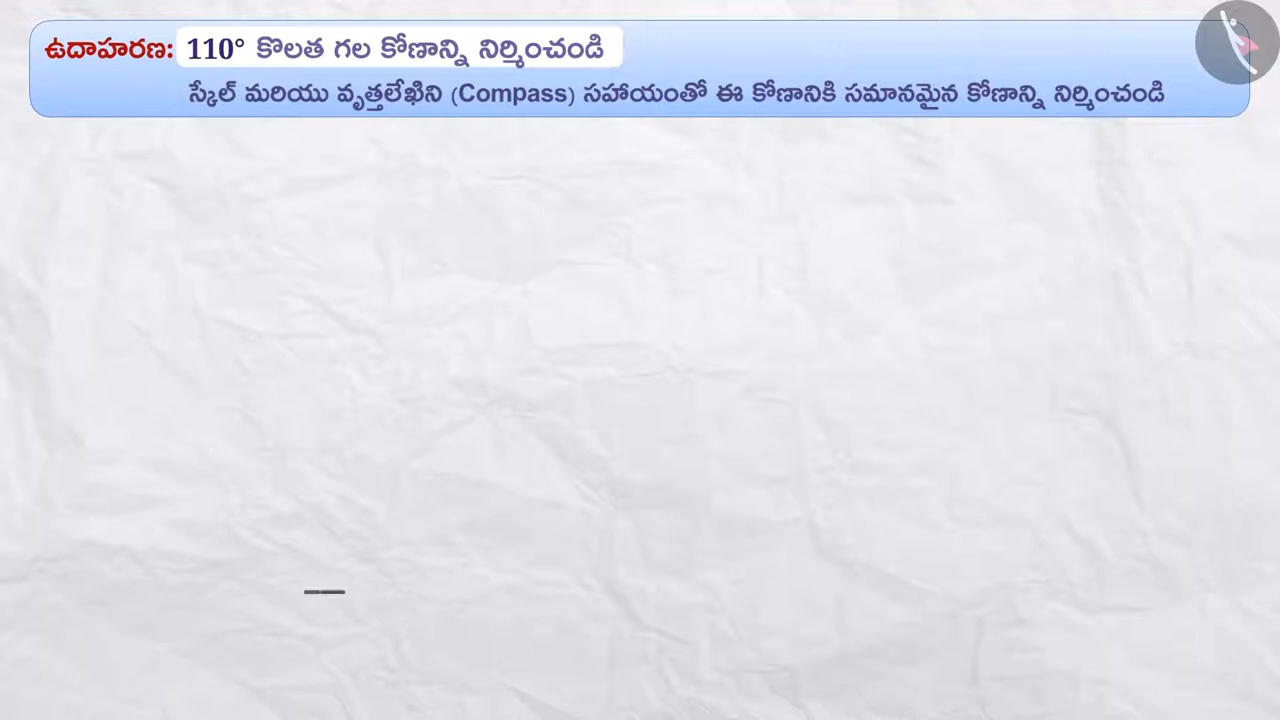 ఉదాహరణ: 110° కొలత గల కోణాన్ని నిర్మించండి
స్కేల్ మరియు వృత్తలేఖిని (Compass) సహాయంతో ఈ కోణానికి సమానమైన కోణాన్ని నిర్మించండి